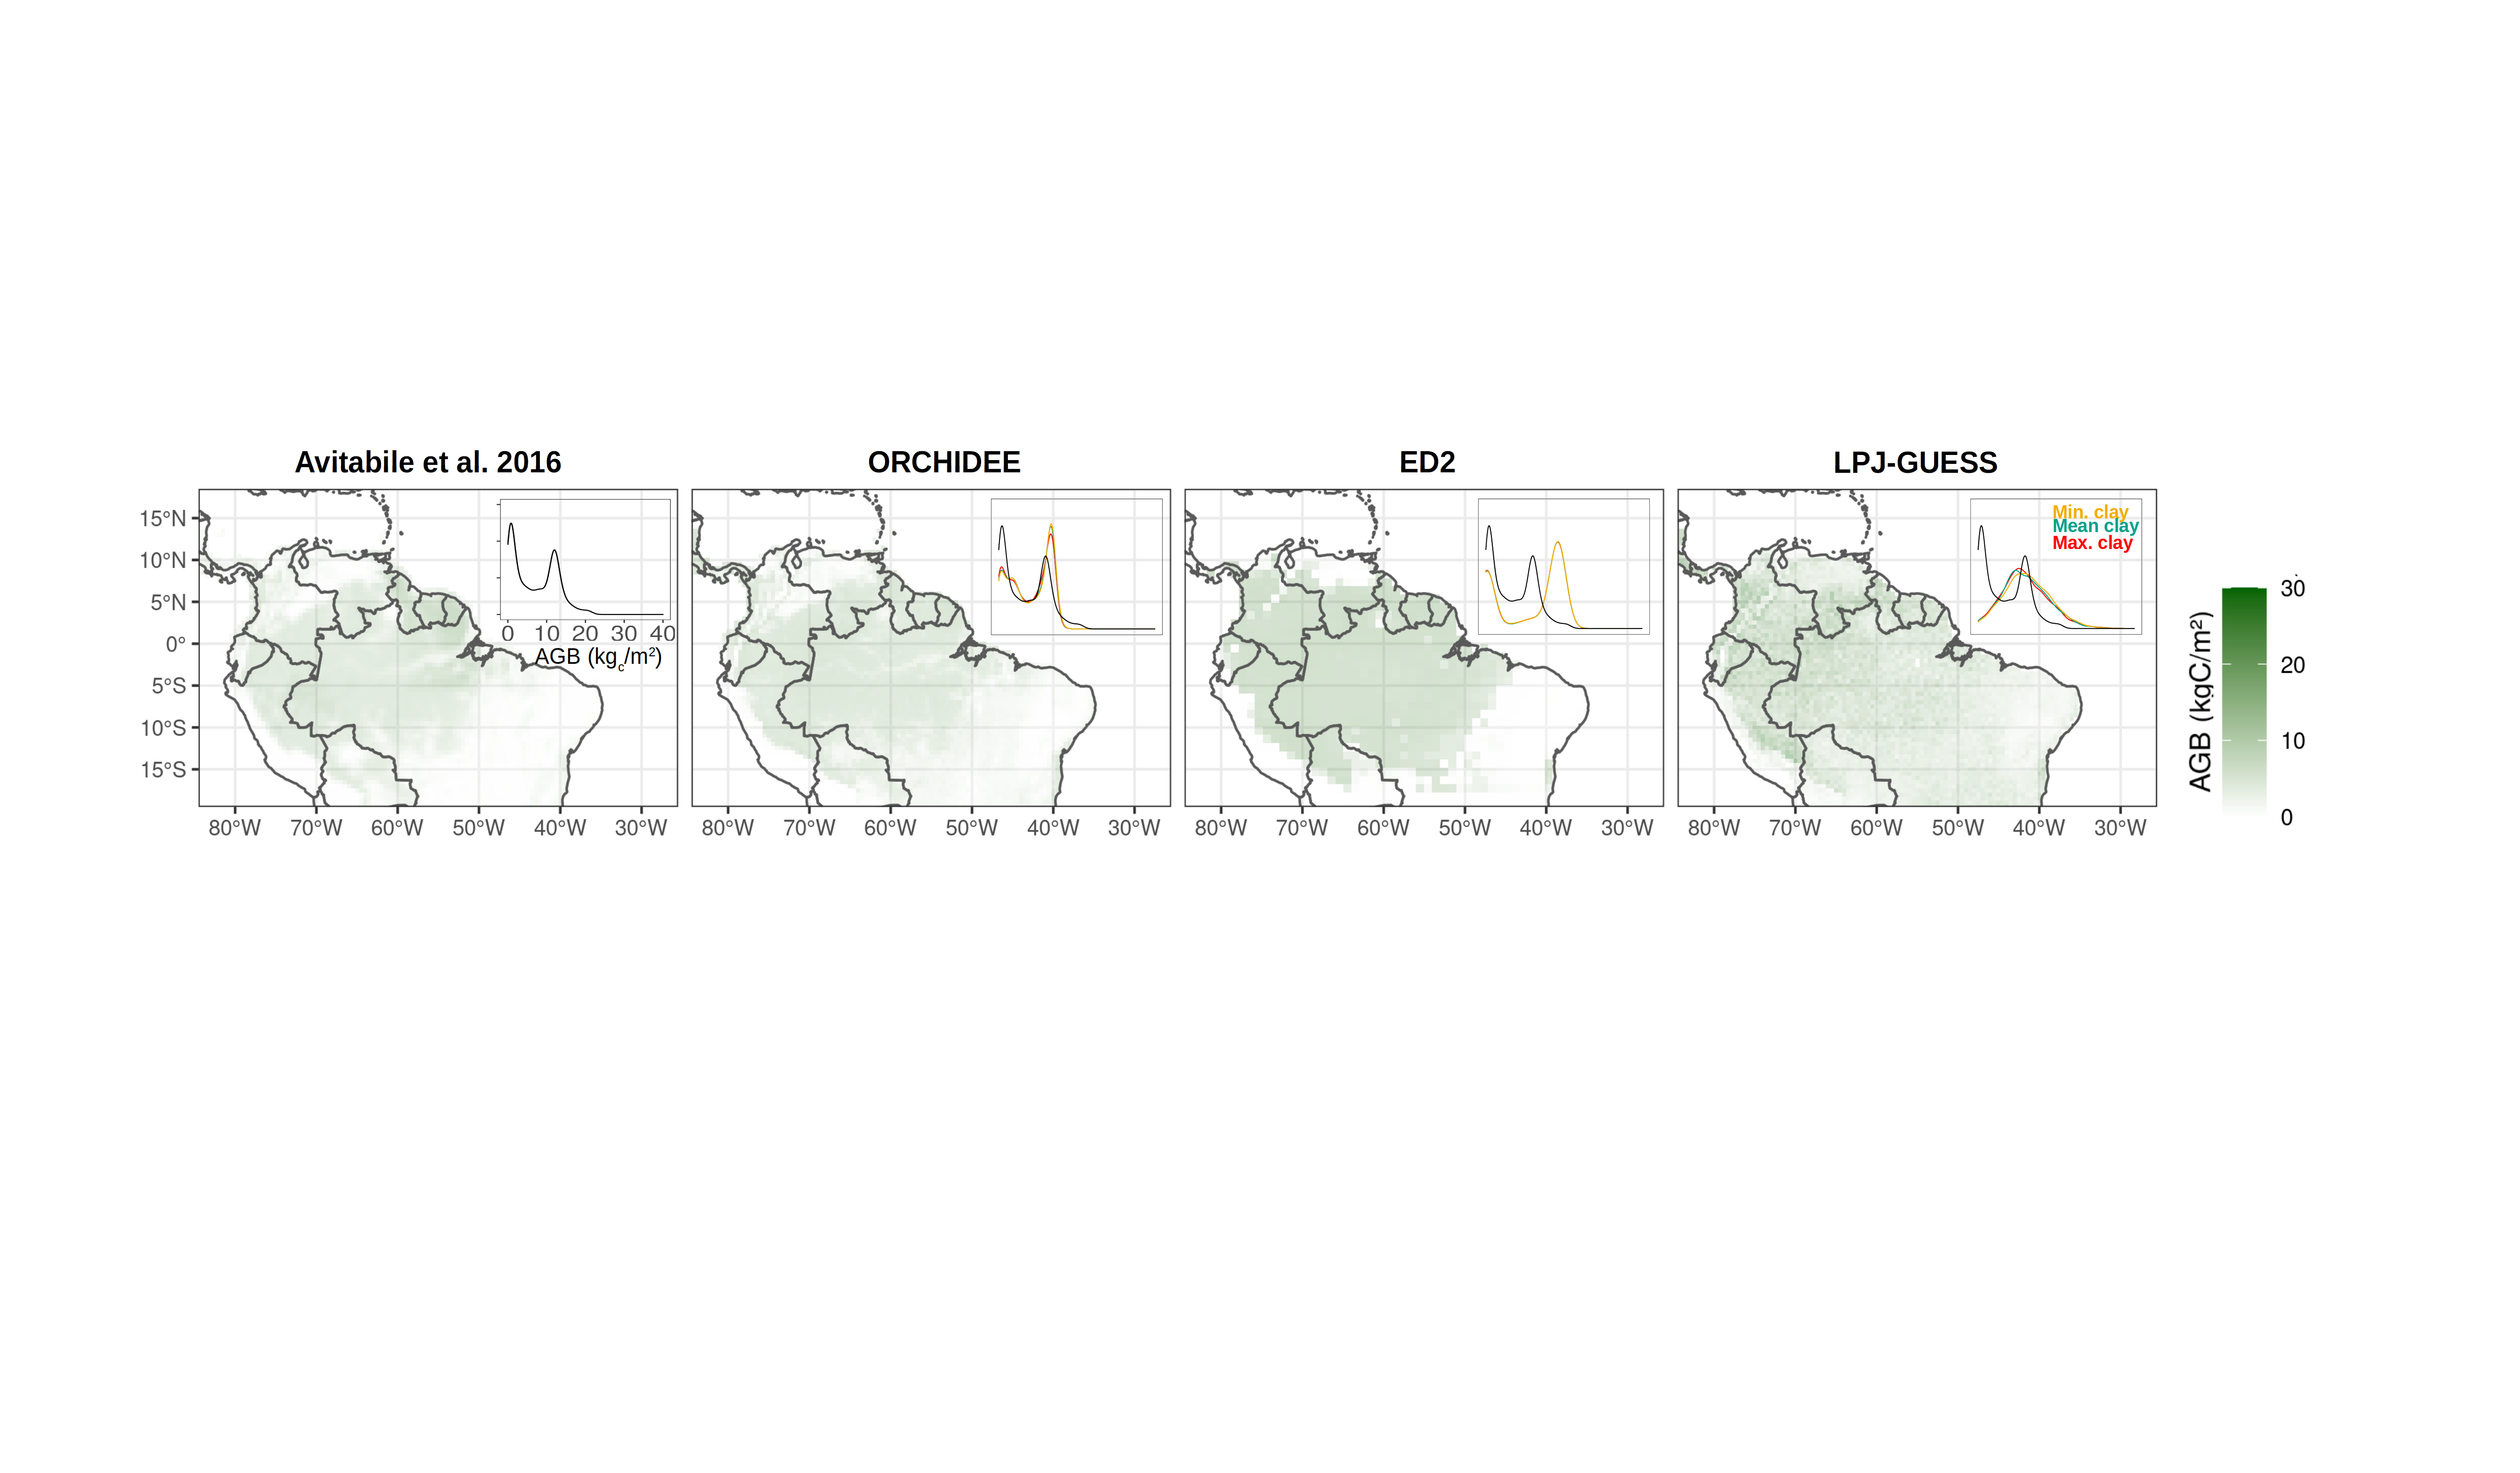 Avitabile et al. 2016 ORCHIDEE ED2 LPJ-GUESS
15°N
10°N
5°N
0°
5°S
10°S
15°S
0 10 20 30 40
AGB (kgc/m²)
Min. clay
Mean clay
Max. clay
80°W 70°W 60°W 50°W 40°W 30°W 80°W 70°W 60°W 50°W 40°W 30°W 80°W 70°W 60°W 50°W 40°W 30°W 80°W 70°W 60°W 50°W 40°W 30°W
AGB (kgC/m²)
30
20
10
0